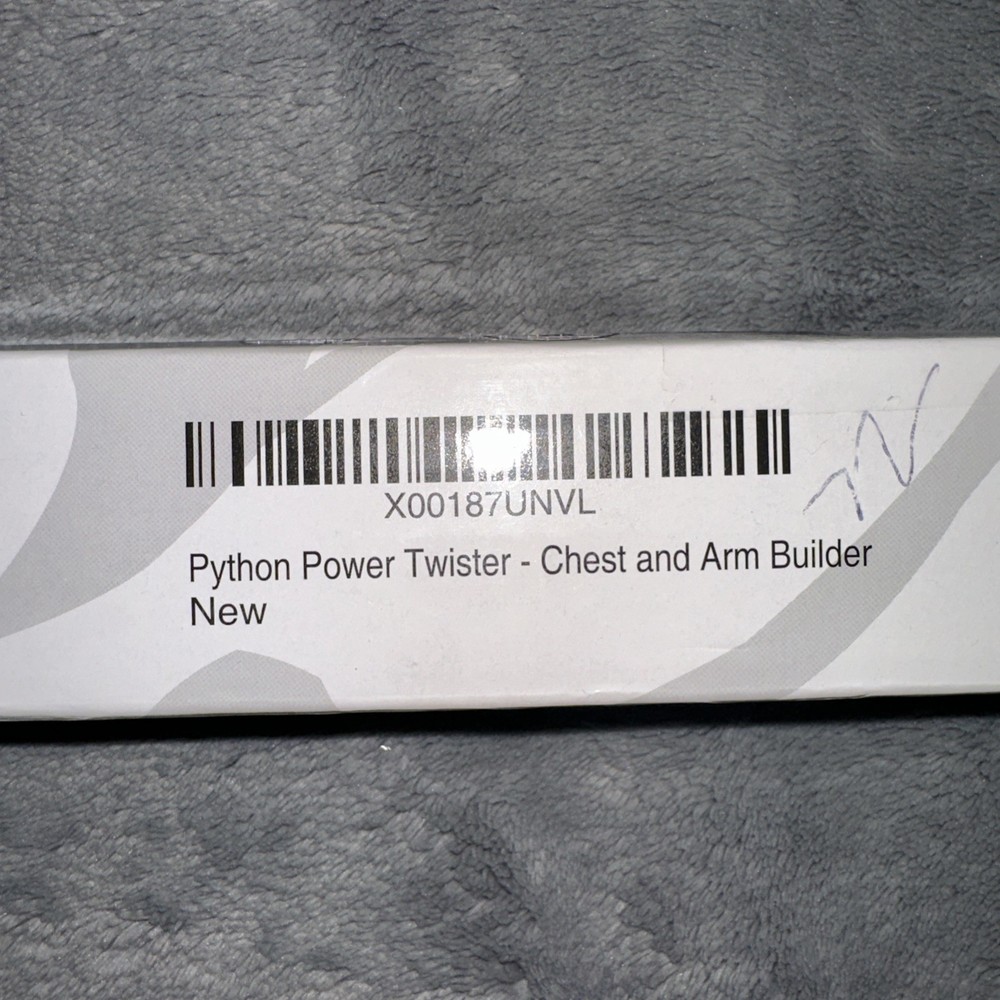 X00187UNVL
Python Power Twister - Chest and Arm Builder
New